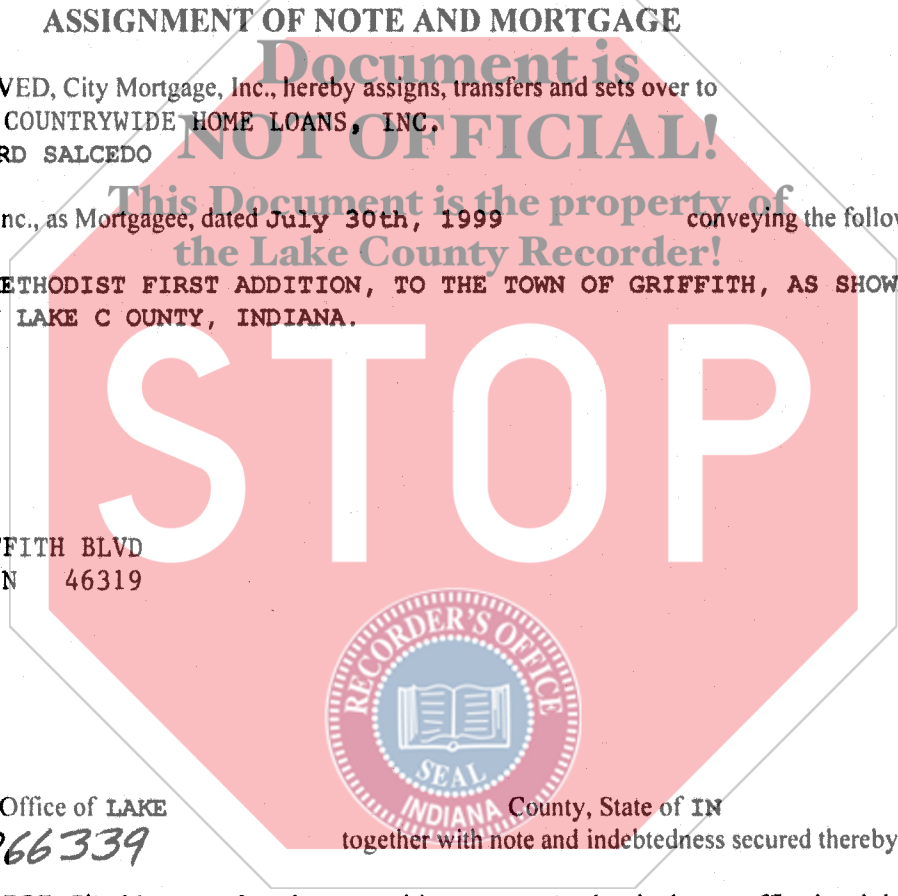 ASSIGNMENT OF NOTE AND MORTGAGE
Document is
VED, City Mortgage, Inc., hereby assigns, transfers and sets over to
COUNTRYWIDE HOME LOANS, INC.
NOT OFFICIAL!
RD SALCEDO
This Document is the property of
nc., as Mortgagee, dated July 30th, 1999 conveying the follow
the Lake County Recorder!
ETHODIST FIRST ADDITION, TO THE TOWN OF GRIFFITH, AS SHOW
LAKE C OUNTY, INDIANA.
STOP
FITH BLVD
N 46319
RECORDER'S OFFICE
SEAL
INDIANA
Office of LAKE County, State of IN
66339 together with note and indebtedness secured thereby